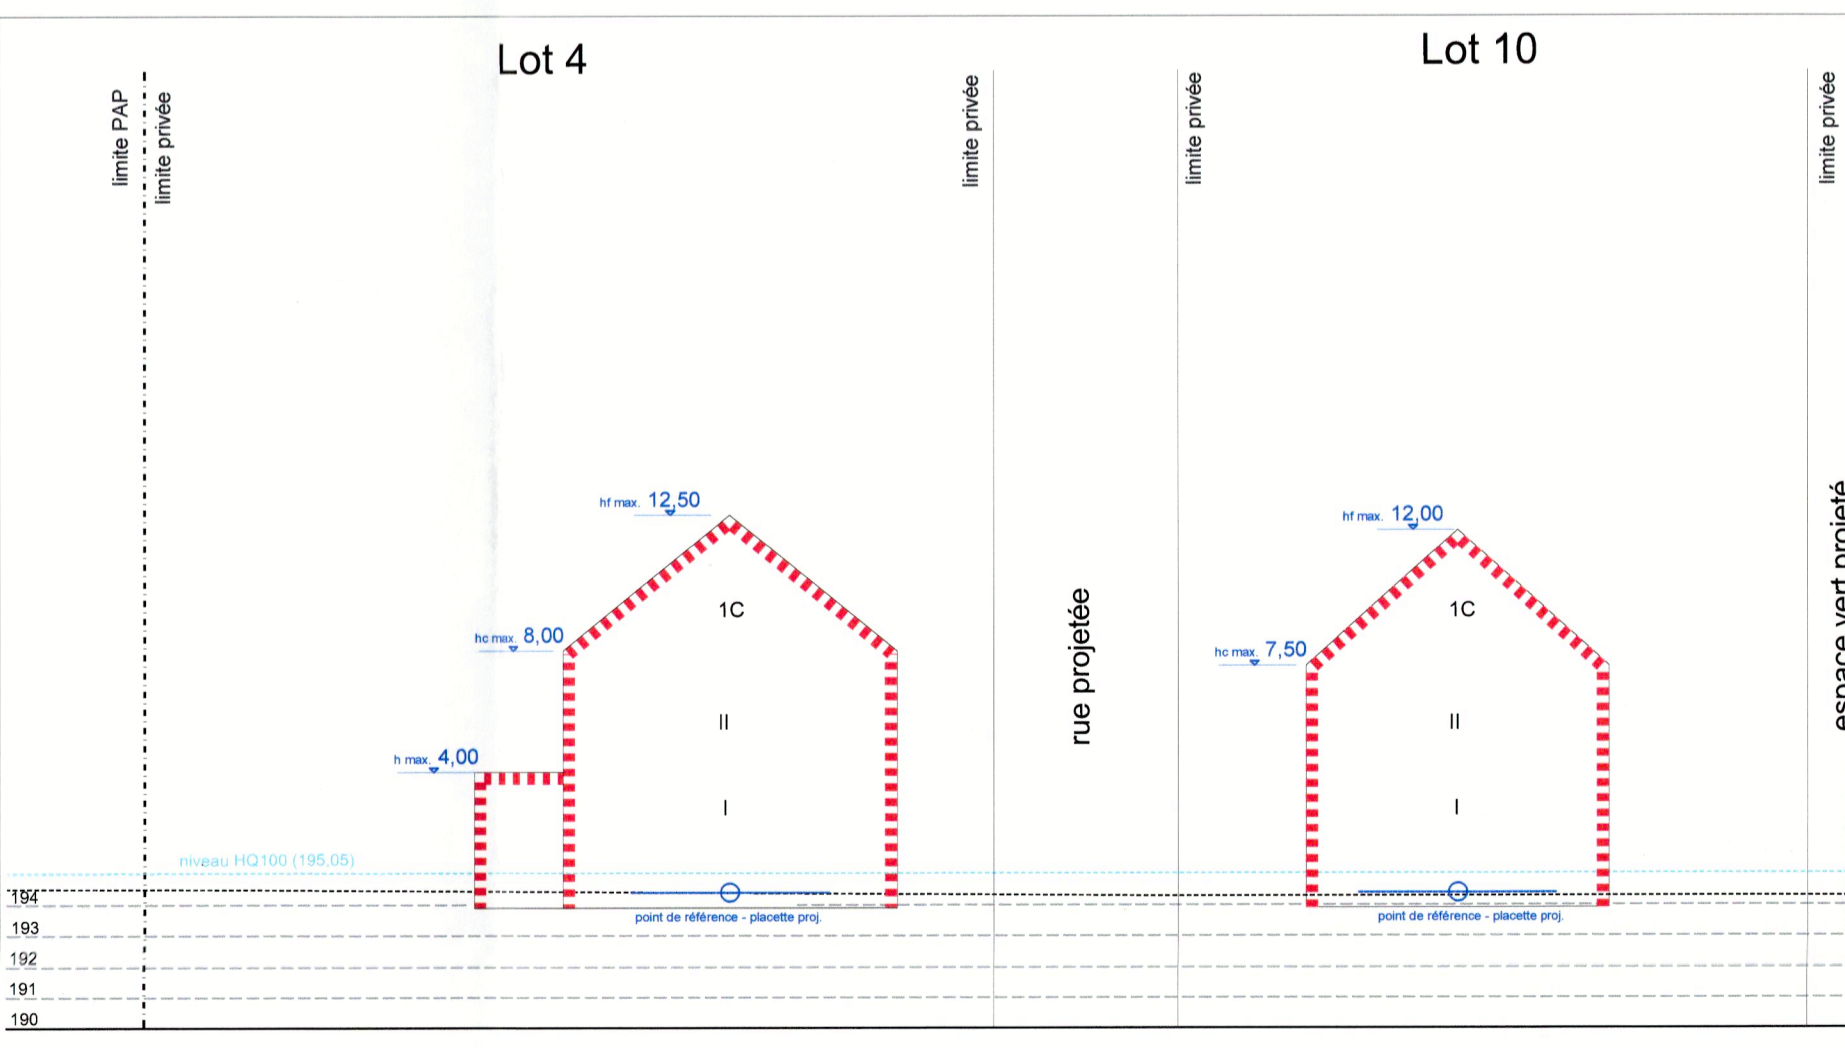 Lot 4
Lot 10
limite PAP
limite privée
limite privée
limite privée
limite privée
hf max. 12,50
hf max. 12,00
1C
1C
hc max. 8,00
hc max. 7,50
rue projetée
espace vert projeté
II
II
h max. 4,00
I
I
niveau HQ100 (195,05)
194
point de référence - placette proj.
point de référence - placette proj.
193
192
191
190